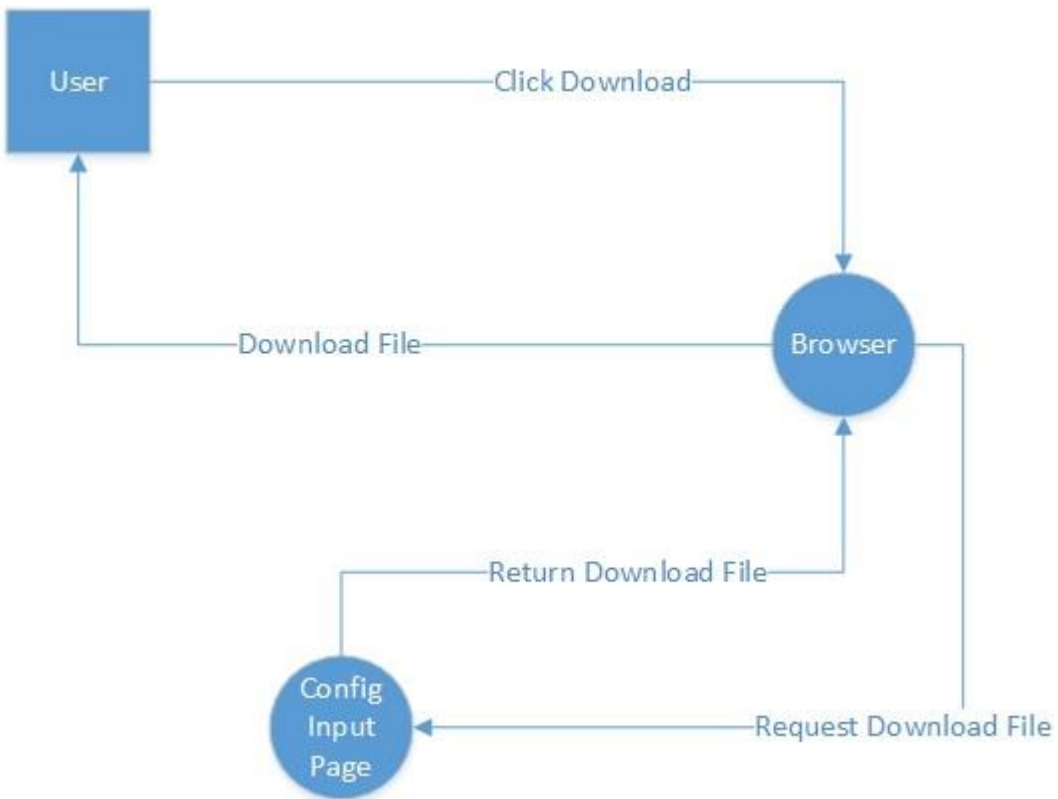 User
Click Download
Download File
Browser
Return Download File
Config
Input
Page
Request Download File